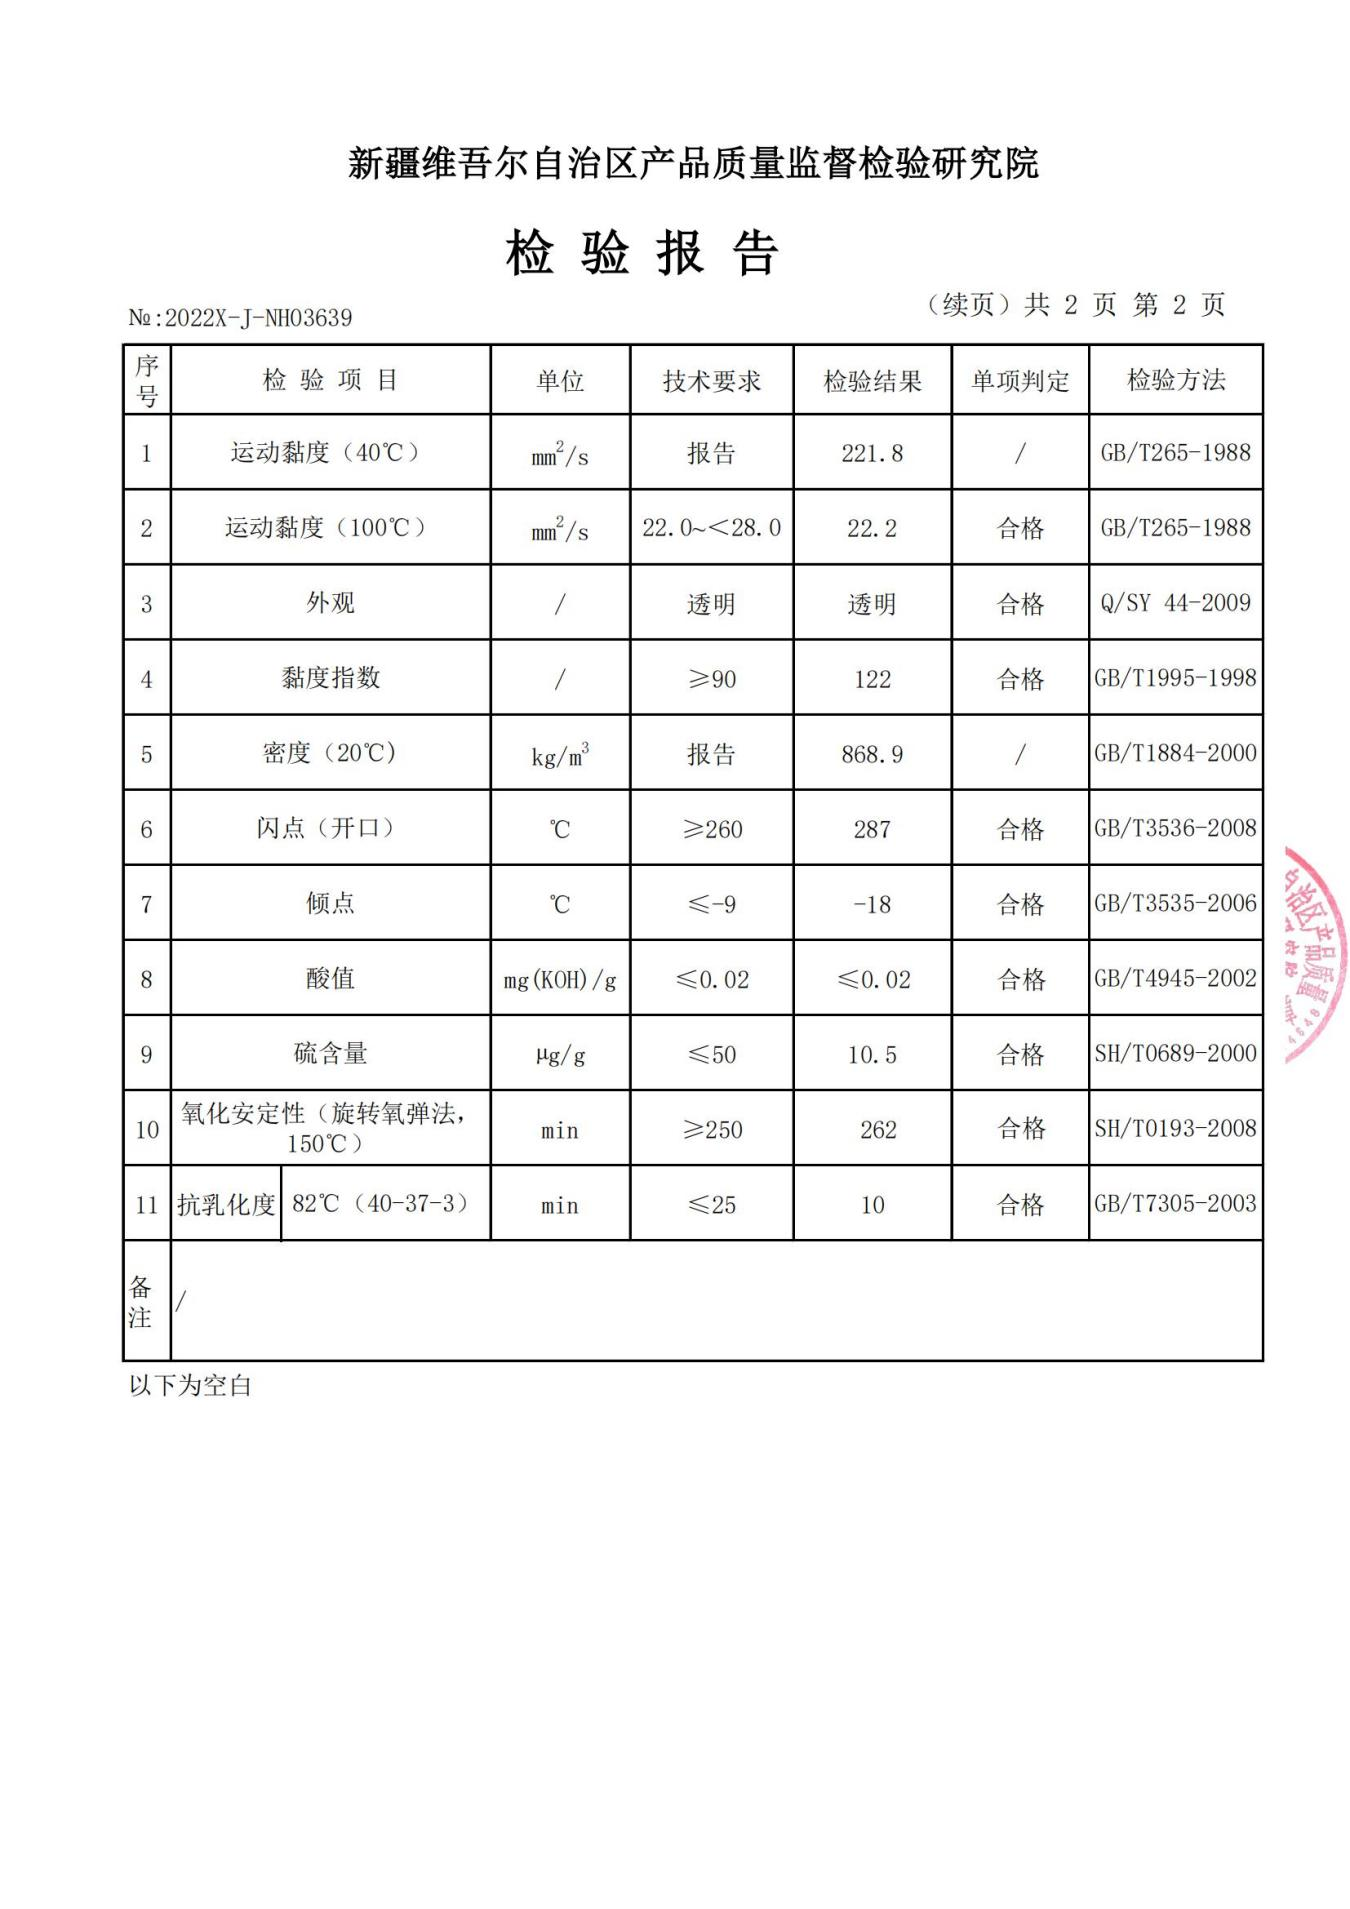 新疆维吾尔自治区产品质量监督检验研究院
检 验 报 告
№:2022X-J-NH03639
（续页）共 2 页 第 2 页
序号 检 验 项 目 单位 技术要求 检验结果 单项判定 检验方法
1 运动黏度（40℃） mm²/s 报告 221.8 / GB/T265-1988
2 运动黏度（100℃） mm²/s 22.0~＜28.0 22.2 合格 GB/T265-1988
3 外观 / 透明 透明 合格 Q/SY 44-2009
4 黏度指数 / ≥90 122 合格 GB/T1995-1998
5 密度（20℃） kg/m³ 报告 868.9 / GB/T1884-2000
6 闪点（开口） ℃ ≥260 287 合格 GB/T3536-2008
7 倾点 ℃ ≤-9 -18 合格 GB/T3535-2006
8 酸值 mg(KOH)/g ≤0.02 ≤0.02 合格 GB/T4945-2002
9 硫含量 μg/g ≤50 10.5 合格 SH/T0689-2000
10 氧化安定性（旋转氧弹法，150℃） min ≥250 262 合格 SH/T0193-2008
11 抗乳化度 82℃（40-37-3） min ≤25 10 合格 GB/T7305-2003
备注 /
以下为空白
治区产品质量
4648